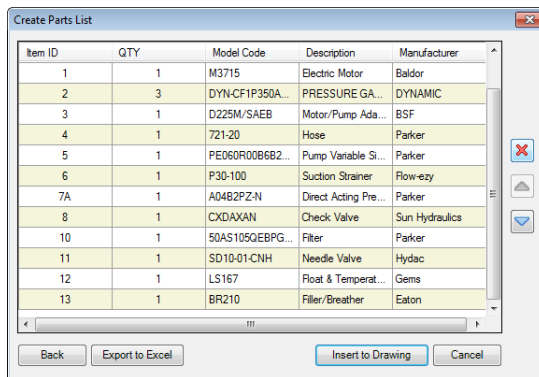 Create Parts List
Item ID QTY Model Code Description Manufacturer
1 1 M3715 Electric Motor Baldor
2 3 DYN-CF1P350A... PRESSURE GA... DYNAMIC
3 1 D225M/SAEB Motor/Pump Ada... BSF
4 1 721-20 Hose Parker
5 1 PE060R00B6B2... Pump Variable Si... Parker
6 1 P30-100 Suction Strainer Flow-ezy
7A 1 A04B2PZ-N Direct Acting Pre... Parker
8 1 CXDAXAN Check Valve Sun Hydraulics
10 1 50AS105QEBPG... Filter Parker
11 1 SD10-01-CNH Needle Valve Hydac
12 1 LS167 Float & Temperat... Gems
13 1 BR210 Filler/Breather Eaton
Back Export to Excel Insert to Drawing Cancel